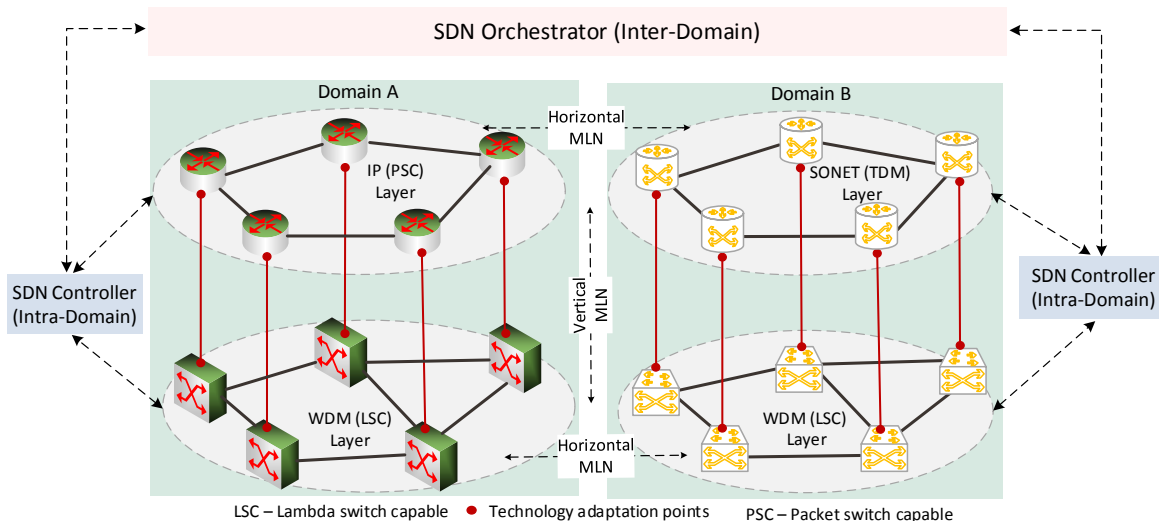 SDN Orchestrator (Inter-Domain)
Domain A
Domain B
Horizontal
MLN
IP (PSC)
Layer
SONET (TDM)
Layer
SDN Controller
(Intra-Domain)
Vertical
MLN
SDN Controller
(Intra-Domain)
WDM (LSC)
Layer
WDM (LSC)
Layer
Horizontal
MLN
LSC – Lambda switch capable
Technology adaptation points
PSC – Packet switch capable